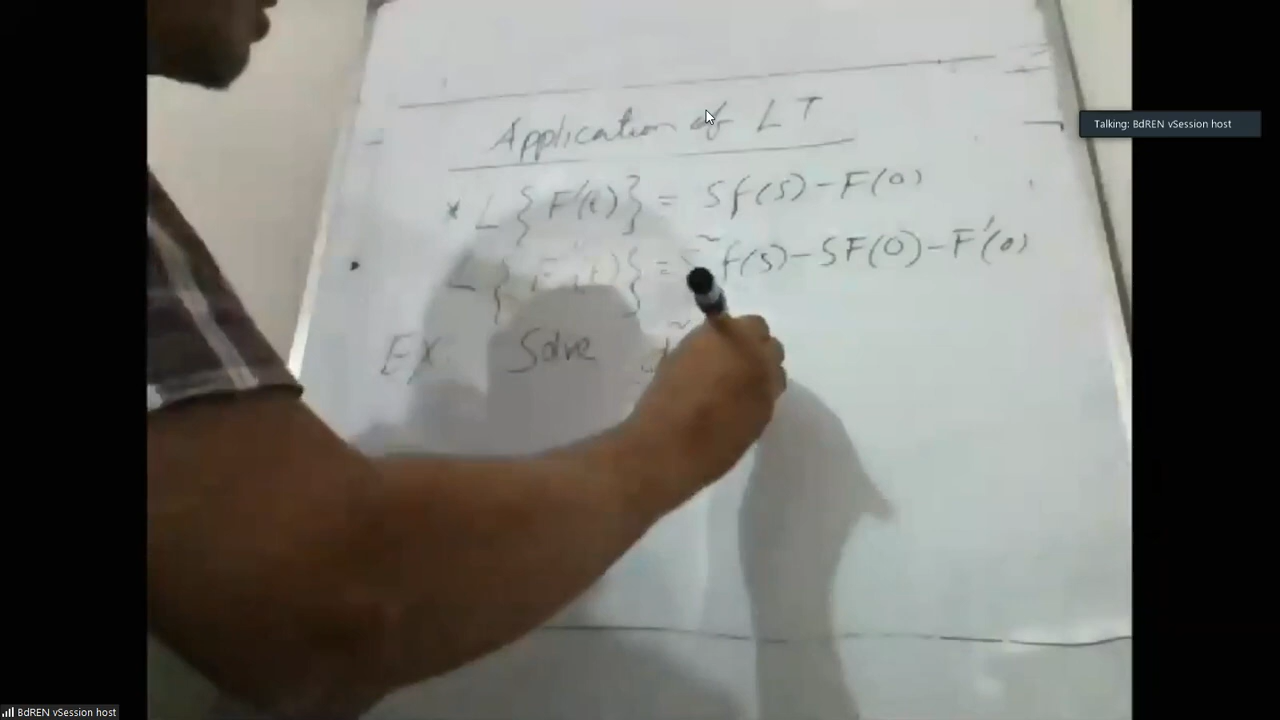 Application of LT
Talking: BdREN vSession host
* L { F'(t) } = Sf(s) - F(0)
L { F''(t) } = f(s) - SF(0) - F'(0)
EX. Solve
BdREN vSession host